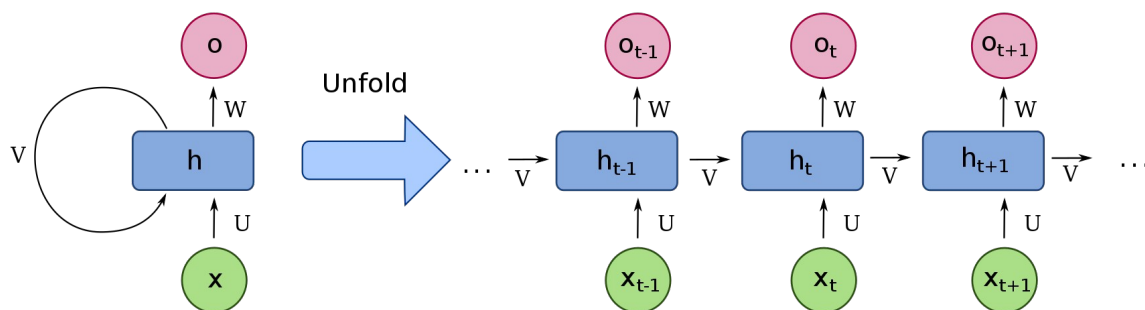 o o_{t-1} o_t o_{t+1}
Unfold
W W W W
V h h_{t-1} h_t h_{t+1}
... V V V V ...
U U U U
x x_{t-1} x_t x_{t+1}